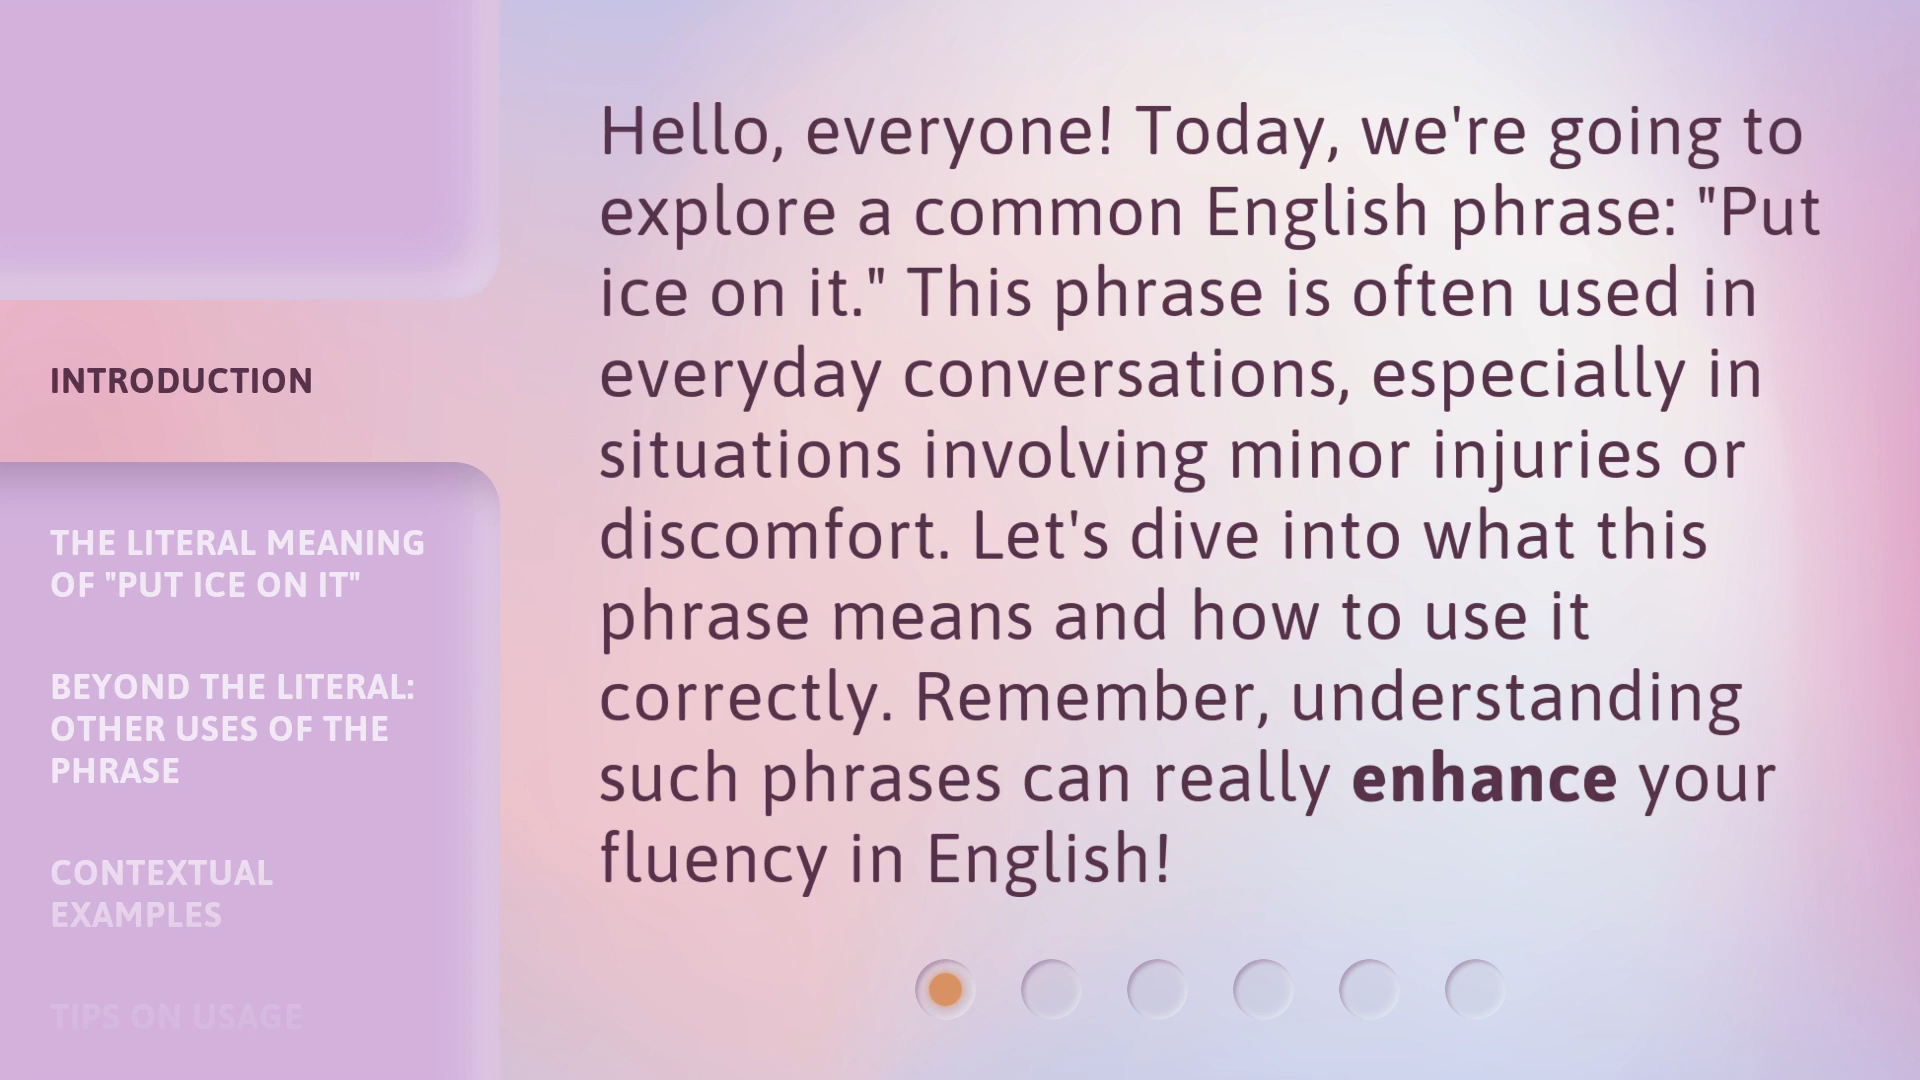 INTRODUCTION
THE LITERAL MEANING
OF "PUT ICE ON IT"
BEYOND THE LITERAL:
OTHER USES OF THE
PHRASE
CONTEXTUAL
EXAMPLES
TIPS ON USAGE
Hello, everyone! Today, we're going to
explore a common English phrase: "Put
ice on it." This phrase is often used in
everyday conversations, especially in
situations involving minor injuries or
discomfort. Let's dive into what this
phrase means and how to use it
correctly. Remember, understanding
such phrases can really enhance your
fluency in English!